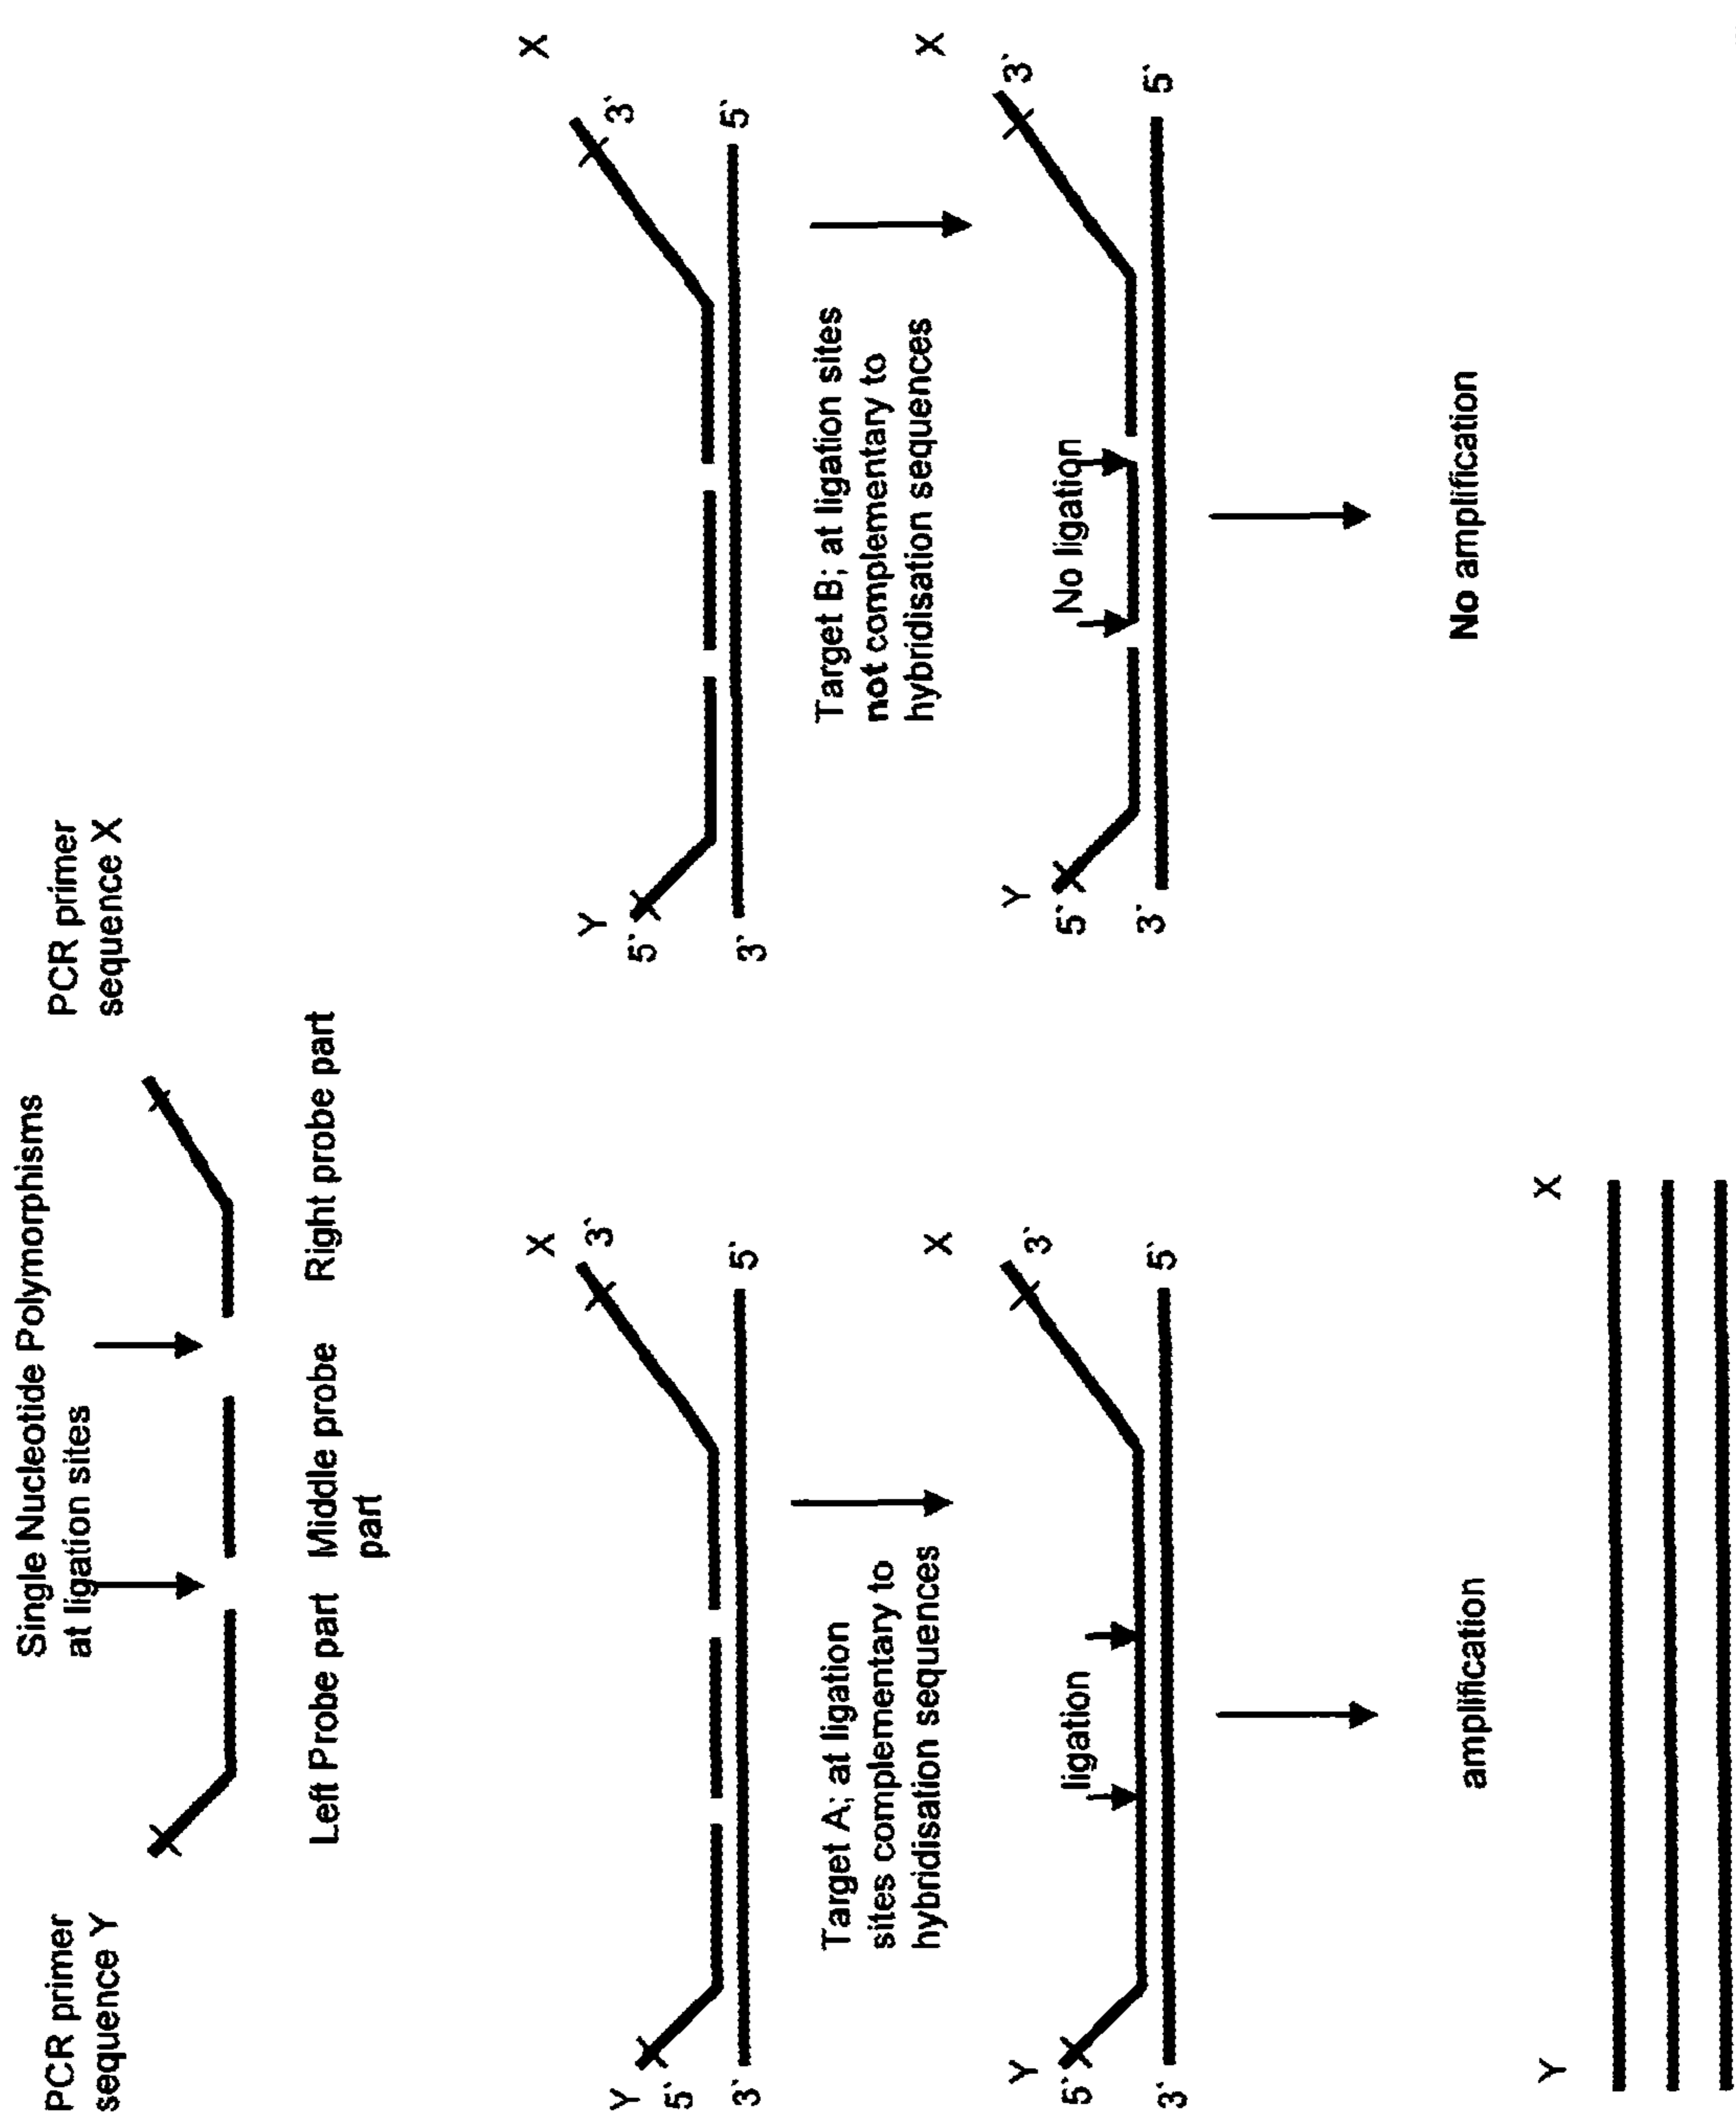 PCR primer
sequence Y
Single Nucleotide Polymorphisms
at ligation sites
PCR primer
sequence X
Left Probe part Middle probe Right probe part
part
Y
5`
3`
X
3`
5`
Target A; at ligation
sites complementary to
hybridisation sequences
Y
5`
3`
ligation
X
3`
5`
amplification
Y
X
Y
5`
3`
X
3`
5`
Target B; at ligation sites
not complementary to
hybridisation sequences
Y
5`
3`
No ligation
X
3`
5`
No amplification